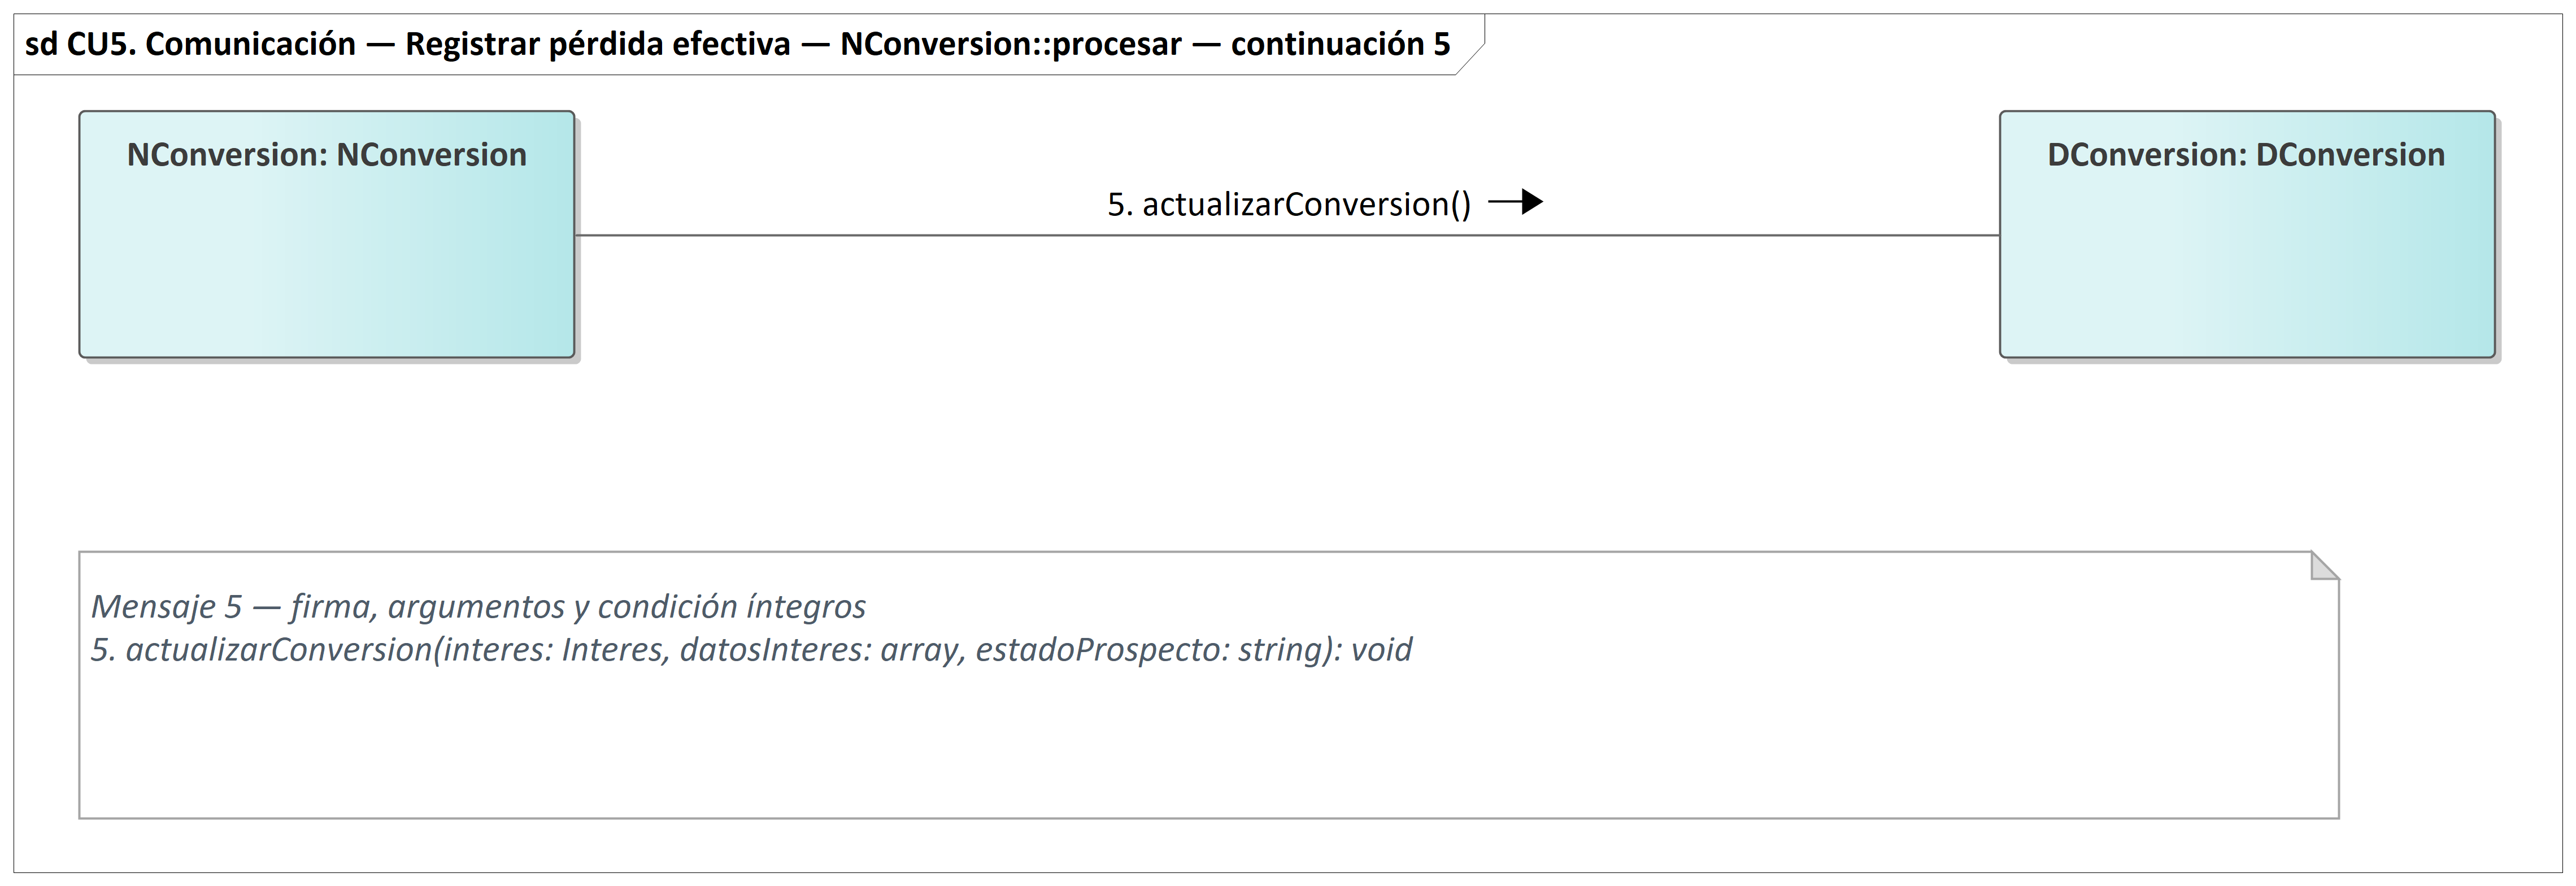 sd CU5. Comunicación — Registrar pérdida efectiva — NConversion::procesar — continuación 5
NConversion: NConversion
DConversion: DConversion
5. actualizarConversion()
Mensaje 5 — firma, argumentos y condición íntegros
5. actualizarConversion(interes: Interes, datosInteres: array, estadoProspecto: string): void